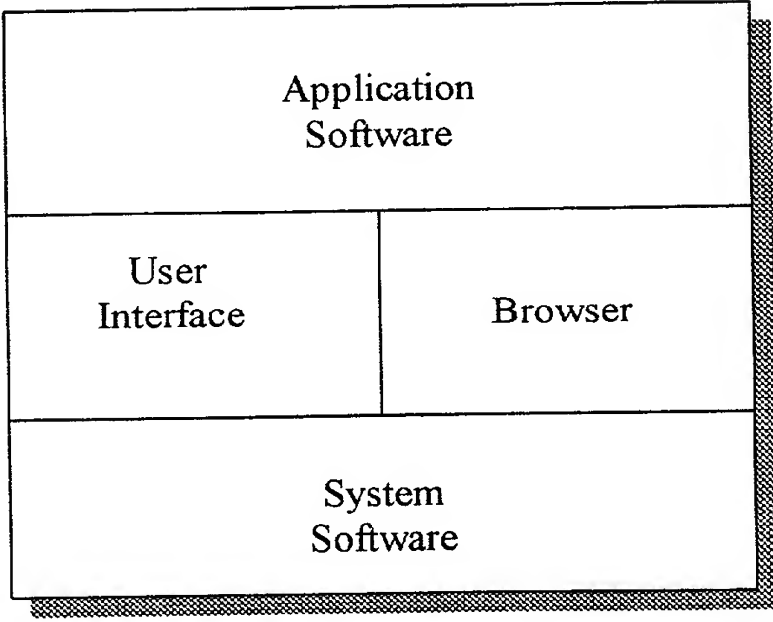 Application
Software
User
Interface
Browser
System
Software